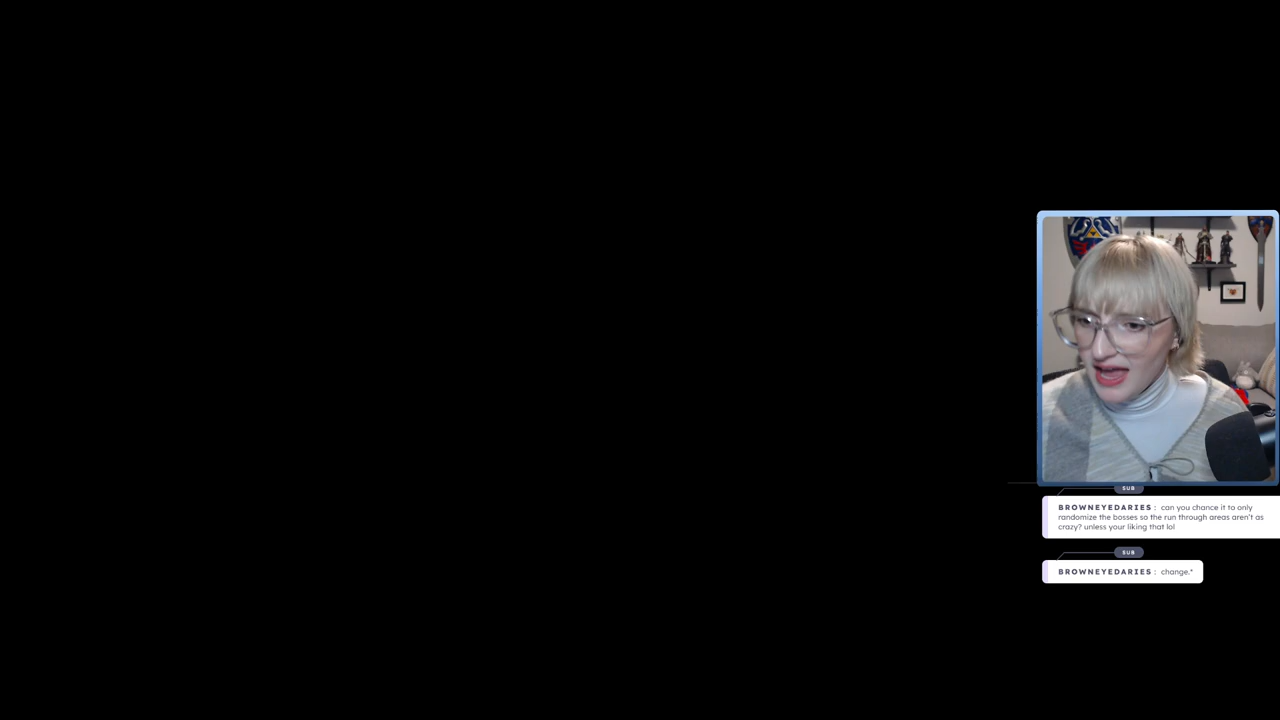 SUB
BROWNEYEDARIES : can you chance it to only
randomize the bosses so the run through areas aren't as
crazy? unless your liking that lol
SUB
BROWNEYEDARIES : change.*